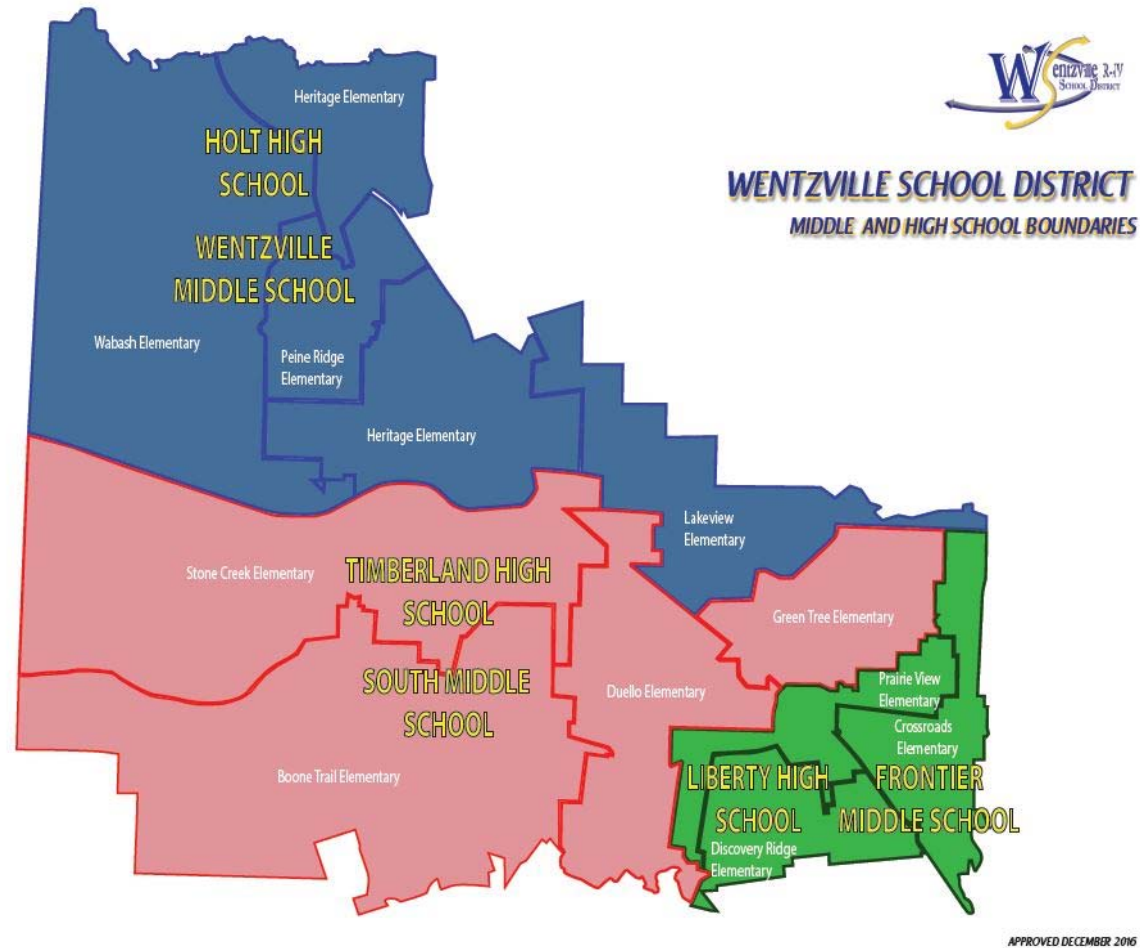 Wentzville R-IV
School District
WENTZVILLE SCHOOL DISTRICT
MIDDLE AND HIGH SCHOOL BOUNDARIES
Heritage Elementary
HOLT HIGH
SCHOOL
WENTZVILLE
MIDDLE SCHOOL
Wabash Elementary
Peine Ridge
Elementary
Heritage Elementary
Lakeview
Elementary
Stone Creek Elementary
TIMBERLAND HIGH
SCHOOL
Green Tree Elementary
SOUTH MIDDLE
SCHOOL
Duello Elementary
Prairie View
Elementary
Crossroads
Elementary
Boone Trail Elementary
LIBERTY HIGH
SCHOOL
FRONTIER
MIDDLE SCHOOL
Discovery Ridge
Elementary
APPROVED DECEMBER 2016